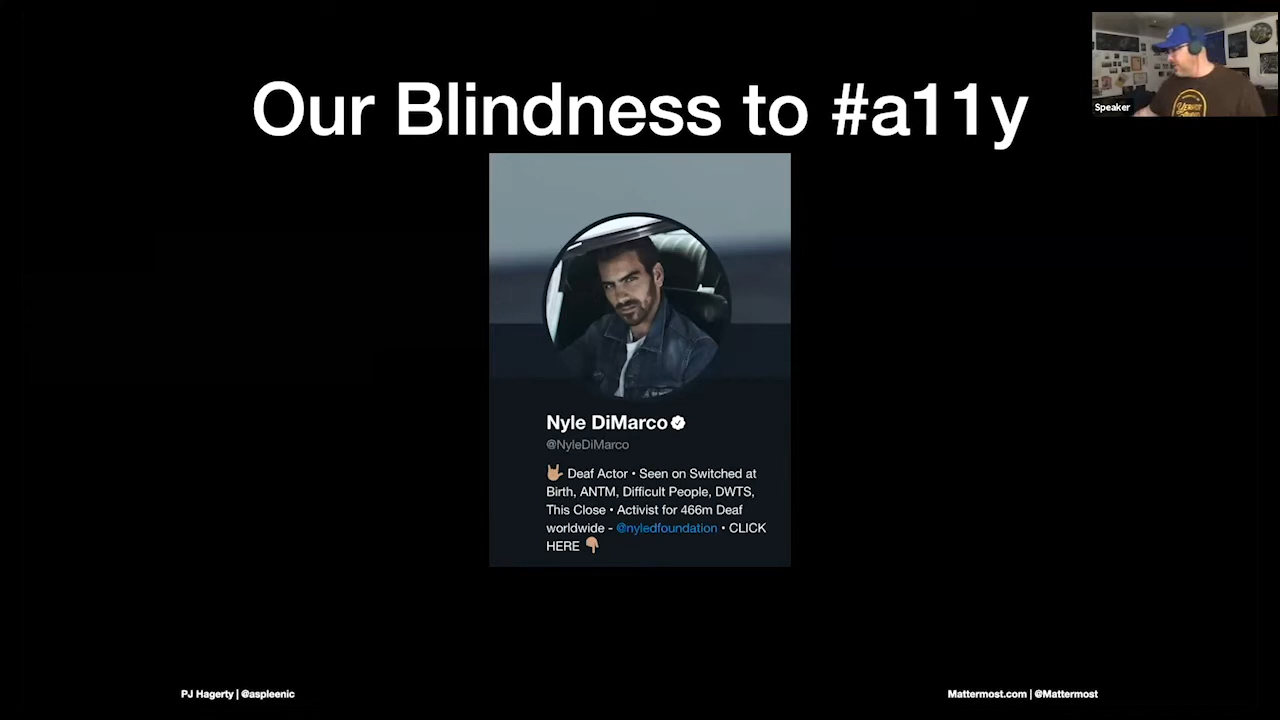 Our Blindness to #a11y
Speaker
Nyle DiMarco
@NyleDiMarco
Deaf Actor • Seen on Switched at
Birth, ANTM, Difficult People, DWTS,
This Close • Activist for 466m Deaf
worldwide - @nyledfoundation • CLICK
HERE
PJ Hagerty | @aspleenic
Mattermost.com | @Mattermost